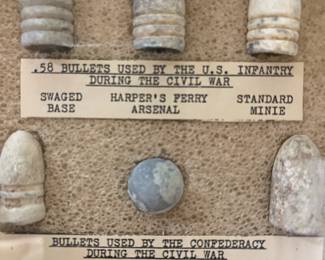 .58 BULLETS USED BY THE U.S. INFANTRY
DURING THE CIVIL WAR
SWAGED HARPER'S FERRY STANDARD
BASE ARSENAL MINIE
BULLETS USED BY THE CONFEDERACY
DURING THE CIVIL WAR